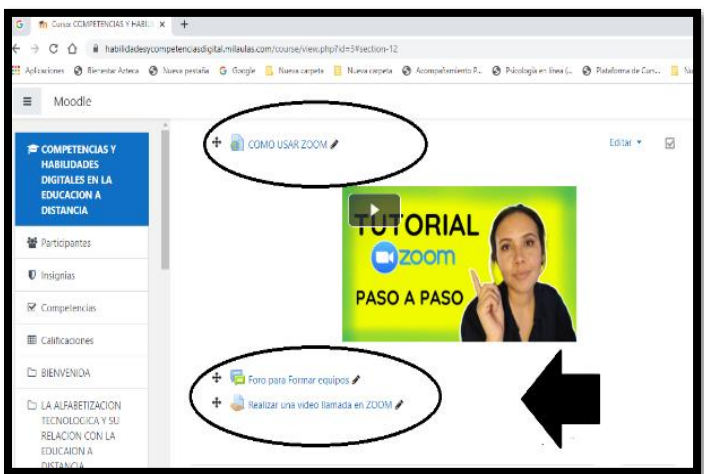 Curso: COMPETENCIAS Y HABIL
habilidadesycompetenciasdigital.milaulas.com/course/view.php?id=3#section-12
Aplicaciones Bienestar Azteca Nueva pestaña Google Nueva carpeta Nueva carpeta Acompañamiento P... Psicología en línea (... Plataforma de Curs...
Moodle
COMPETENCIAS Y
HABILIDADES
DIGITALES EN LA
EDUCACION A
DISTANCIA
Participantes
Insignias
Competencias
Calificaciones
BIENVENIDA
LA ALFABETIZACION
TECNOLOGICA Y SU
RELACION CON LA
EDUCAION A
DISTANCIA
COMO USAR ZOOM
Editar
TUTORIAL
zoom
PASO A PASO
Foro para Formar equipos
Realizar una video llamada en ZOOM